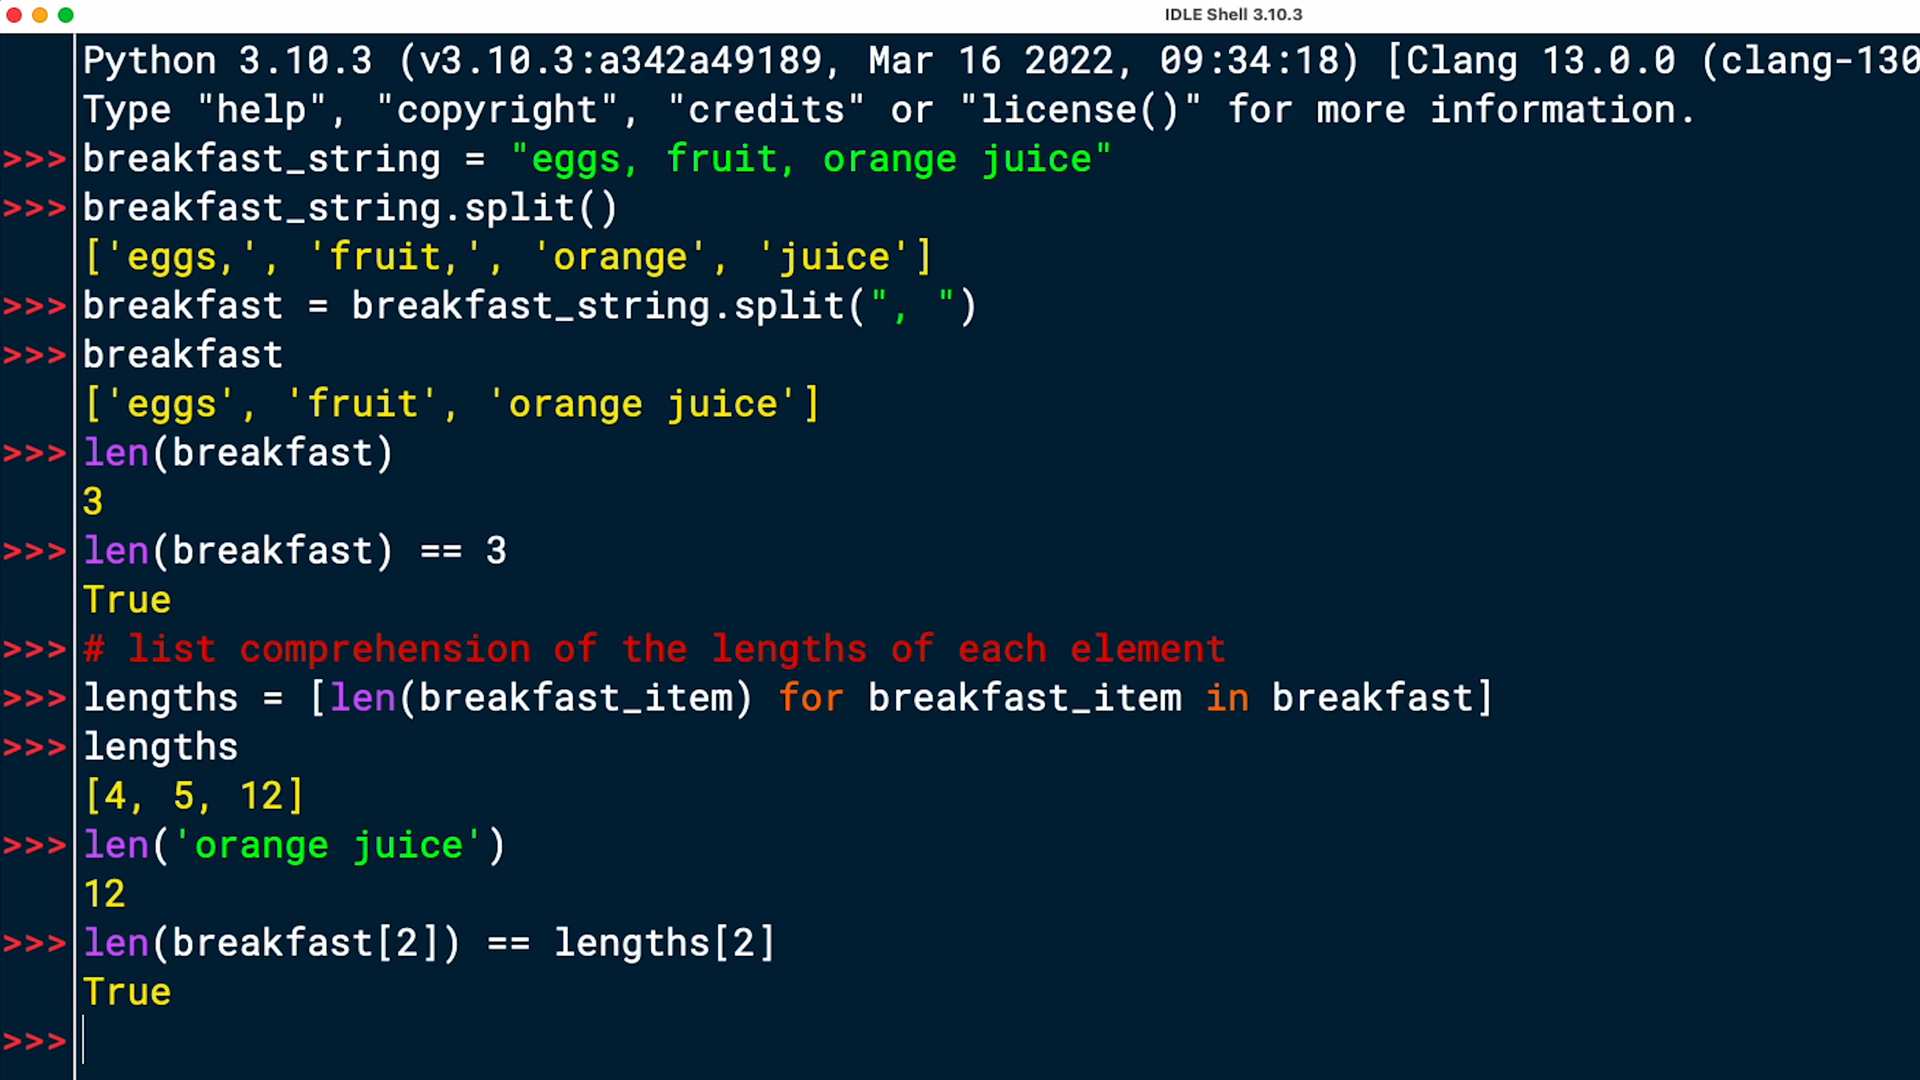 IDLE Shell 3.10.3
Python 3.10.3 (v3.10.3:a342a49189, Mar 16 2022, 09:34:18) [Clang 13.0.0 (clang-130
Type "help", "copyright", "credits" or "license()" for more information.
>>> breakfast_string = "eggs, fruit, orange juice"
>>> breakfast_string.split()
['eggs,', 'fruit,', 'orange', 'juice']
>>> breakfast = breakfast_string.split(", ")
>>> breakfast
['eggs', 'fruit', 'orange juice']
>>> len(breakfast)
3
>>> len(breakfast) == 3
True
>>> # list comprehension of the lengths of each element
>>> lengths = [len(breakfast_item) for breakfast_item in breakfast]
>>> lengths
[4, 5, 12]
>>> len('orange juice')
12
>>> len(breakfast[2]) == lengths[2]
True
>>>